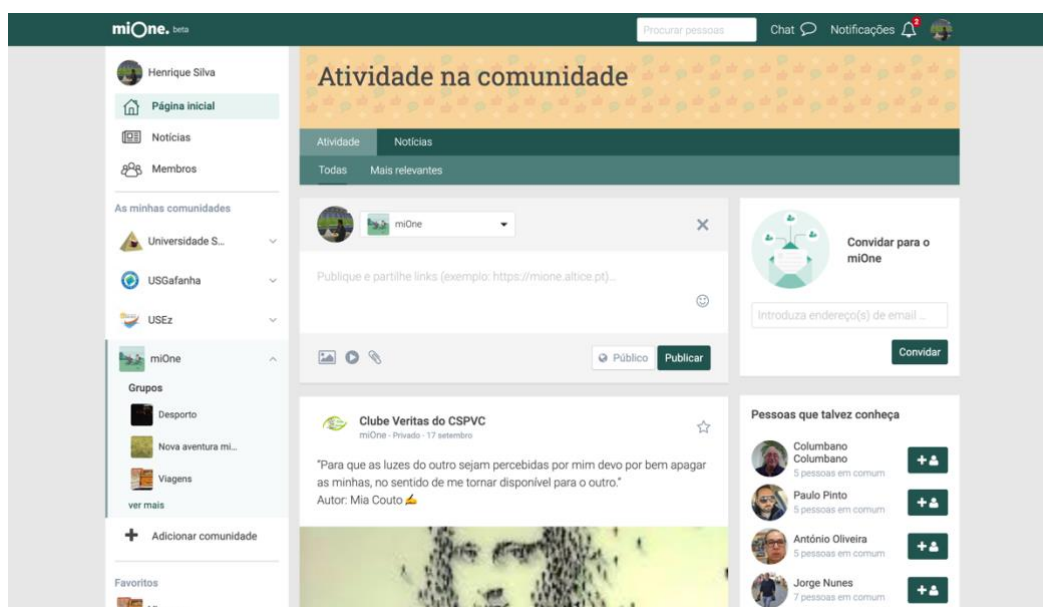 miOne. beta
Procurar pessoas
Chat
Notificações
2
Henrique Silva
Página inicial
Notícias
Membros
As minhas comunidades
Universidade S...
USGafanha
USEz
miOne
Grupos
Desporto
Nova aventura mi...
Viagens
ver mais
Adicionar comunidade
Favoritos
Atividade na comunidade
Atividade
Notícias
Todas
Mais relevantes
miOne
Publique e partilhe links (exemplo: https://mione.altice.pt)...
Público
Publicar
Clube Veritas do CSPVC
miOne - Privado - 17 setembro
"Para que as luzes do outro sejam percebidas por mim devo por bem apagar
as minhas, no sentido de me tornar disponível para o outro."
Autor: Mia Couto ✍
Convidar para o
miOne
Introduza endereço(s) de email ...
Convidar
Pessoas que talvez conheça
Columbano
Columbano
5 pessoas em comum
Paulo Pinto
5 pessoas em comum
António Oliveira
5 pessoas em comum
Jorge Nunes
7 pessoas em comum